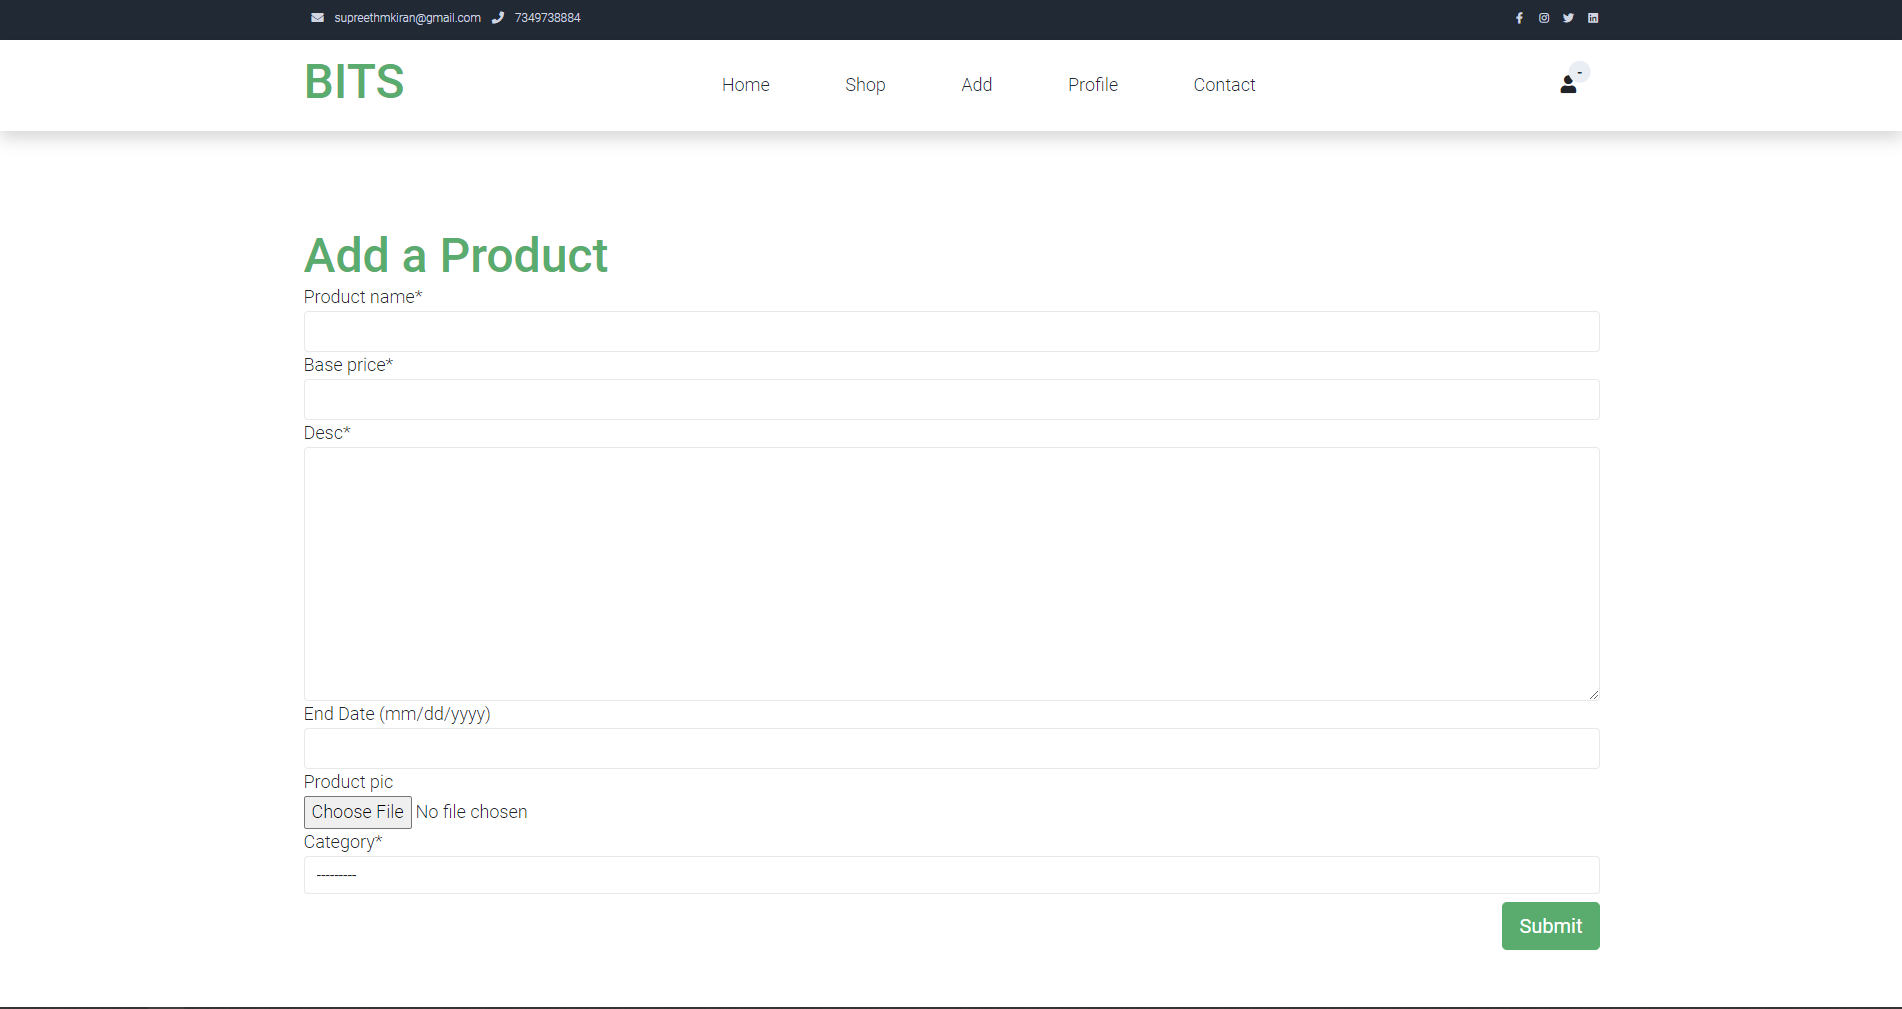 supreethmkiran@gmail.com 7349738884
BITS Home Shop Add Profile Contact -
Add a Product
Product name*
Base price*
Desc*
End Date (mm/dd/yyyy)
Product pic
Choose File No file chosen
Category*
---------
Submit